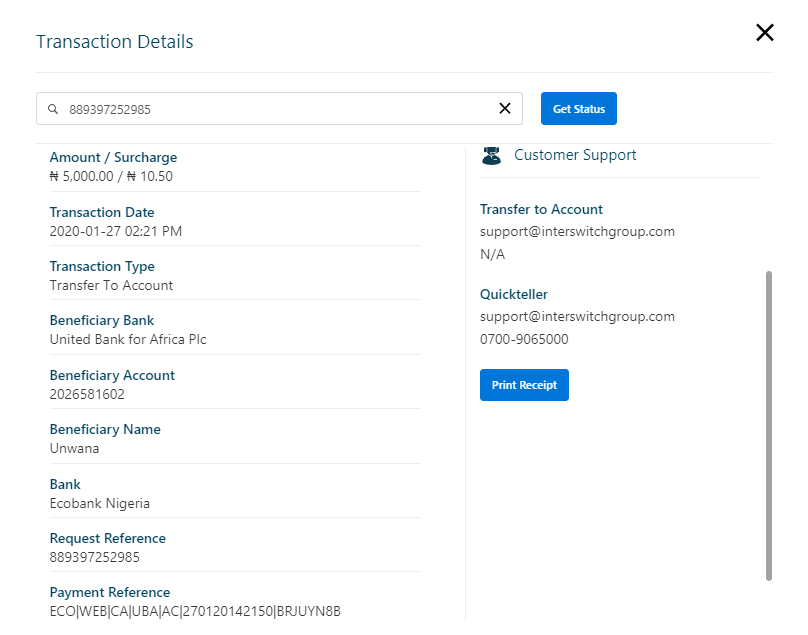 Transaction Details
889397252985
Get Status
Amount / Surcharge
₦ 5,000.00 / ₦ 10.50
Transaction Date
2020-01-27 02:21 PM
Transaction Type
Transfer To Account
Beneficiary Bank
United Bank for Africa Plc
Beneficiary Account
2026581602
Beneficiary Name
Unwana
Bank
Ecobank Nigeria
Request Reference
889397252985
Payment Reference
ECO|WEB|CA|UBA|AC|270120142150|BRJUYN8B
Customer Support
Transfer to Account
support@interswitchgroup.com
N/A
Quickteller
support@interswitchgroup.com
0700-9065000
Print Receipt